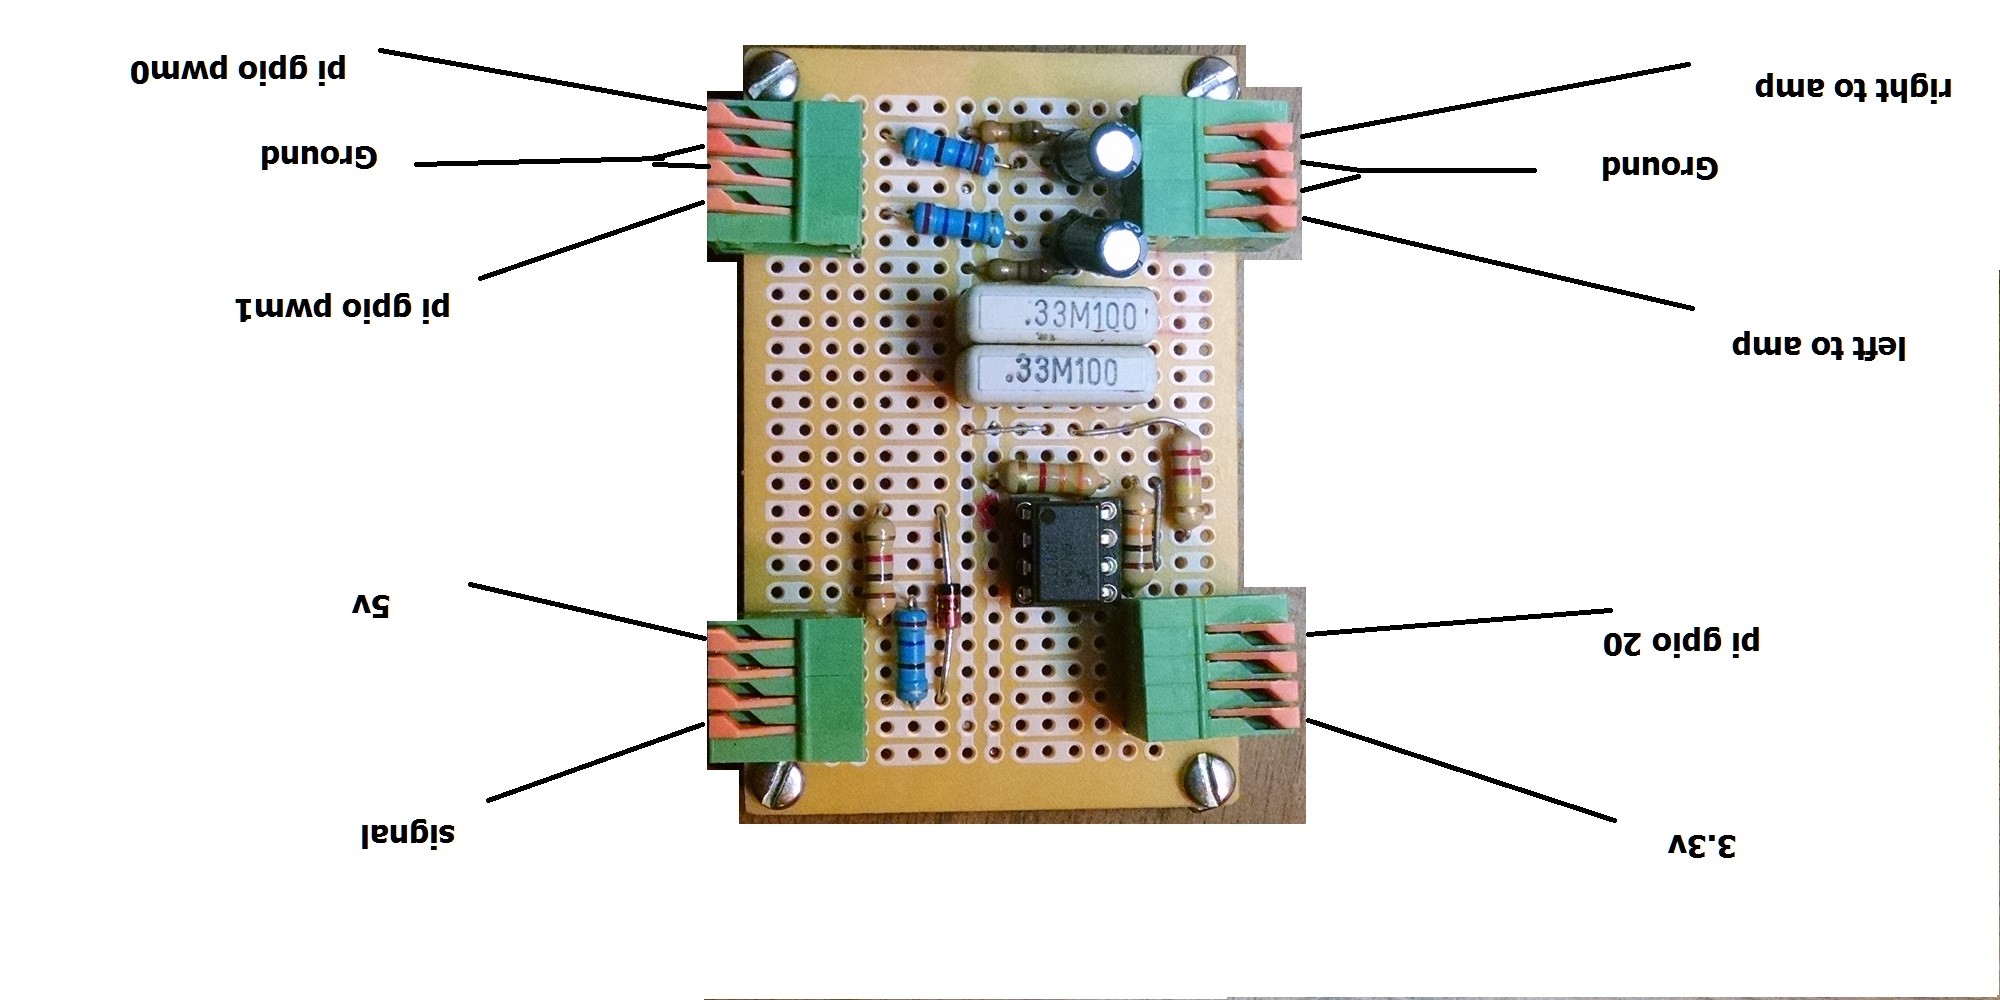 pi gpio pwm0
right to amp
Ground
Ground
pi gpio pwm1
.33M100
left to amp
.33M100
5v
pi gpio 20
signal
3.3v